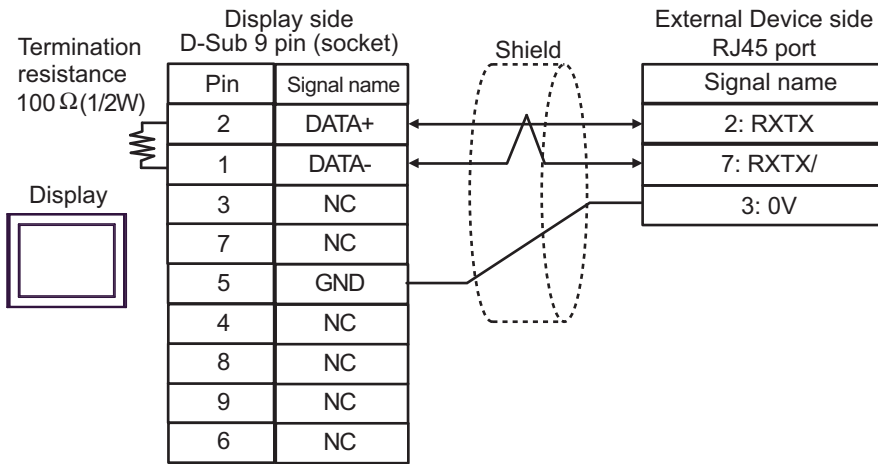 Display side
D-Sub 9 pin (socket)
External Device side
RJ45 port
Shield
Termination
resistance
100Ω(1/2W)
Display
Pin Signal name
2 DATA+
1 DATA-
3 NC
7 NC
5 GND
4 NC
8 NC
9 NC
6 NC
Signal name
2: RXTX
7: RXTX/
3: 0V